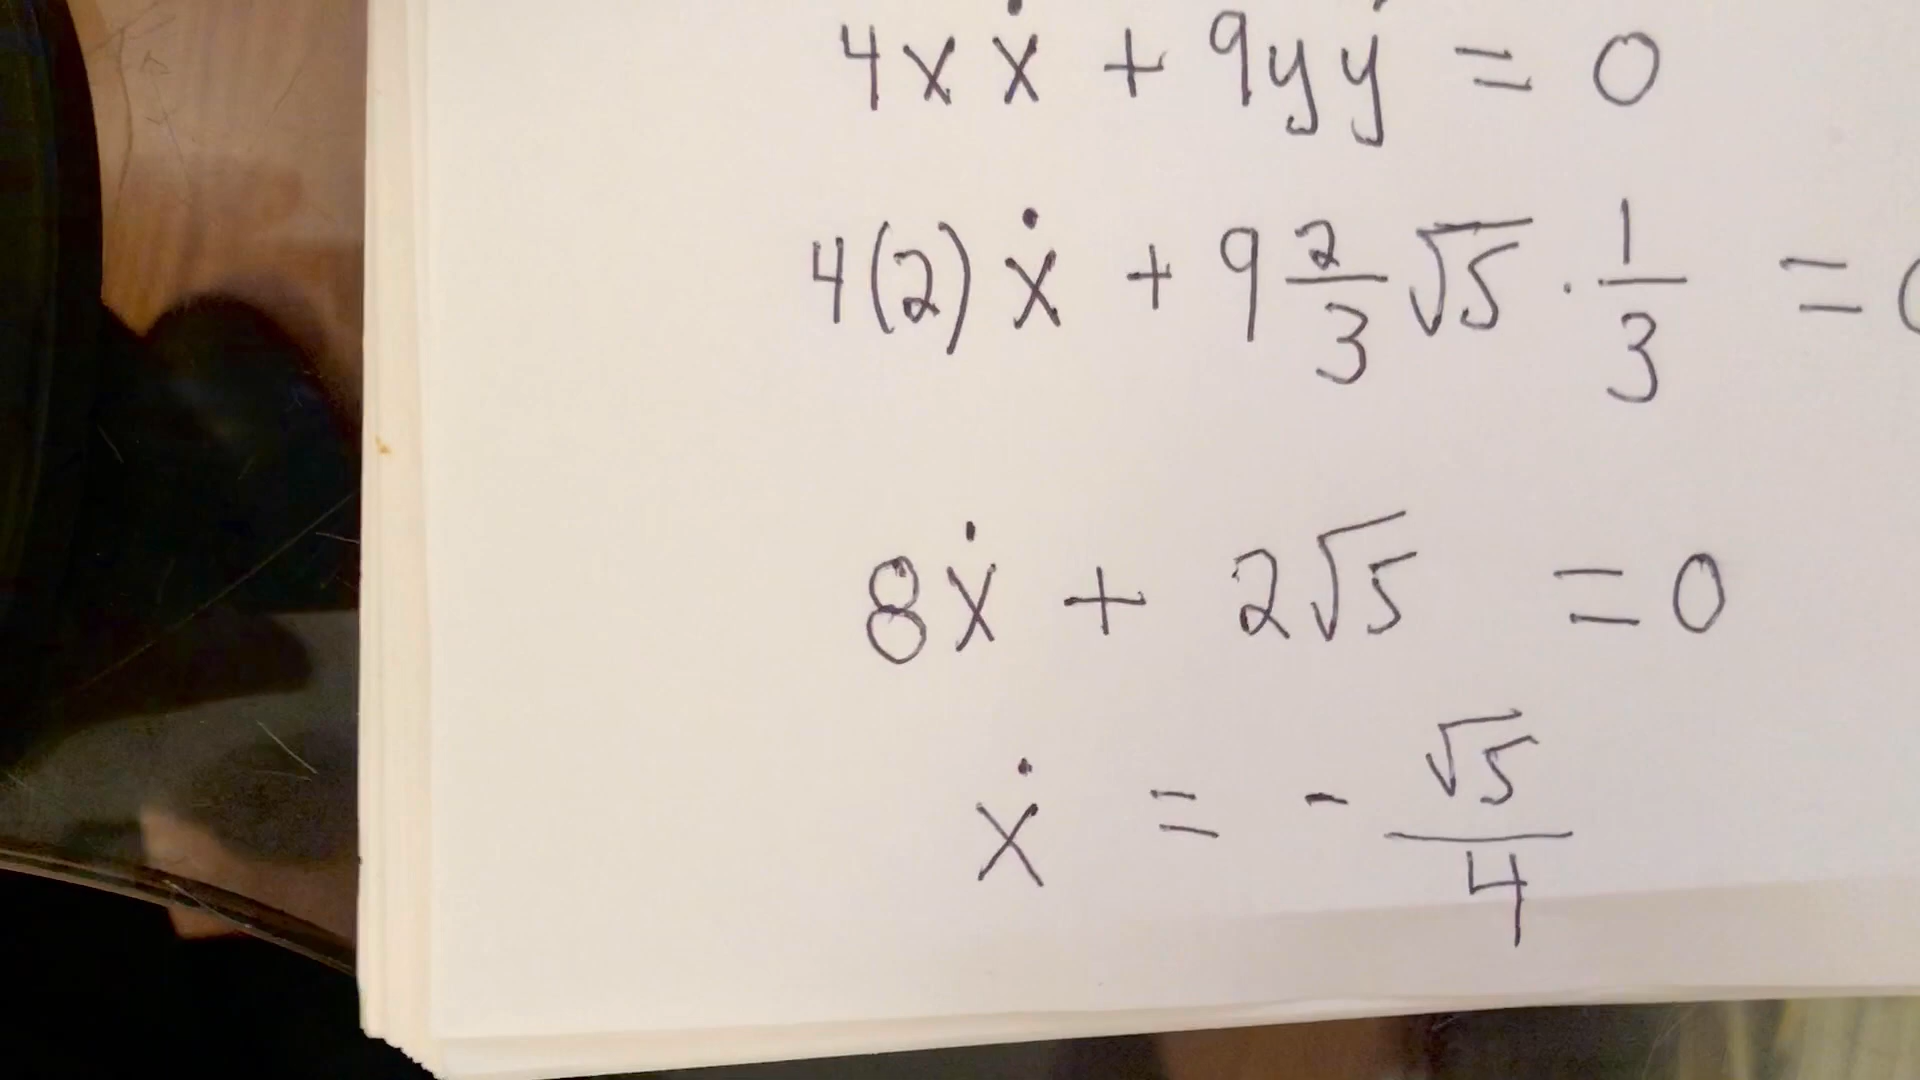 4xẋ + 9yẏ = 0
4(2)ẋ + 9 2/3 √5 · 1/3 = 0
8ẋ + 2√5 = 0
ẋ = - √5/4